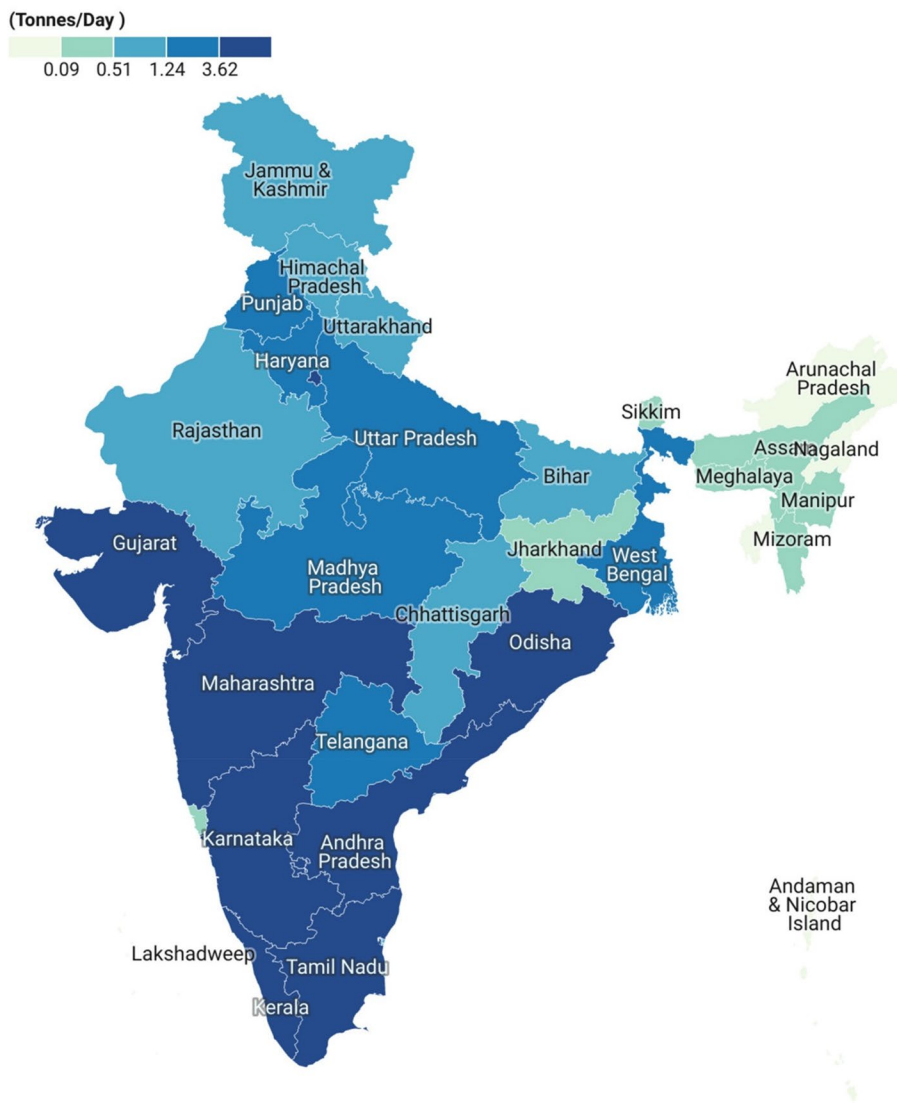 (Tonnes/Day )
0.09 0.51 1.24 3.62
Jammu &
Kashmir
Himachal
Pradesh
Punjab
Uttarakhand
Haryana
Arunachal
Pradesh
Sikkim
Rajasthan
Uttar Pradesh
Assam
Nagaland
Bihar
Meghalaya
Manipur
Gujarat
Mizoram
Jharkhand
West
Bengal
Madhya
Pradesh
Chhattisgarh
Odisha
Maharashtra
Telangana
Karnataka
Andhra
Pradesh
Andaman
& Nicobar
Island
Lakshadweep
Tamil Nadu
Kerala